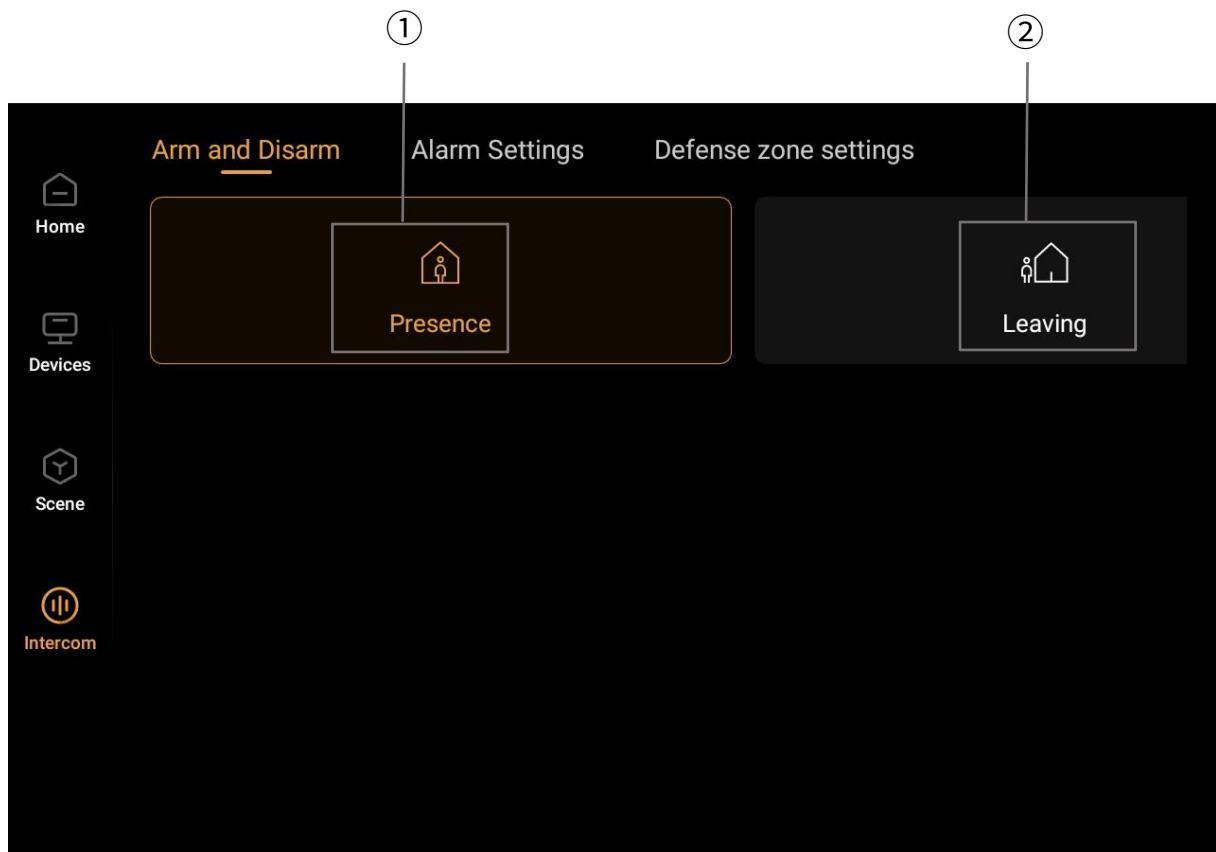 ① ②
Arm and Disarm Alarm Settings Defense zone settings
Home
Presence Leaving
Devices
Scene
Intercom